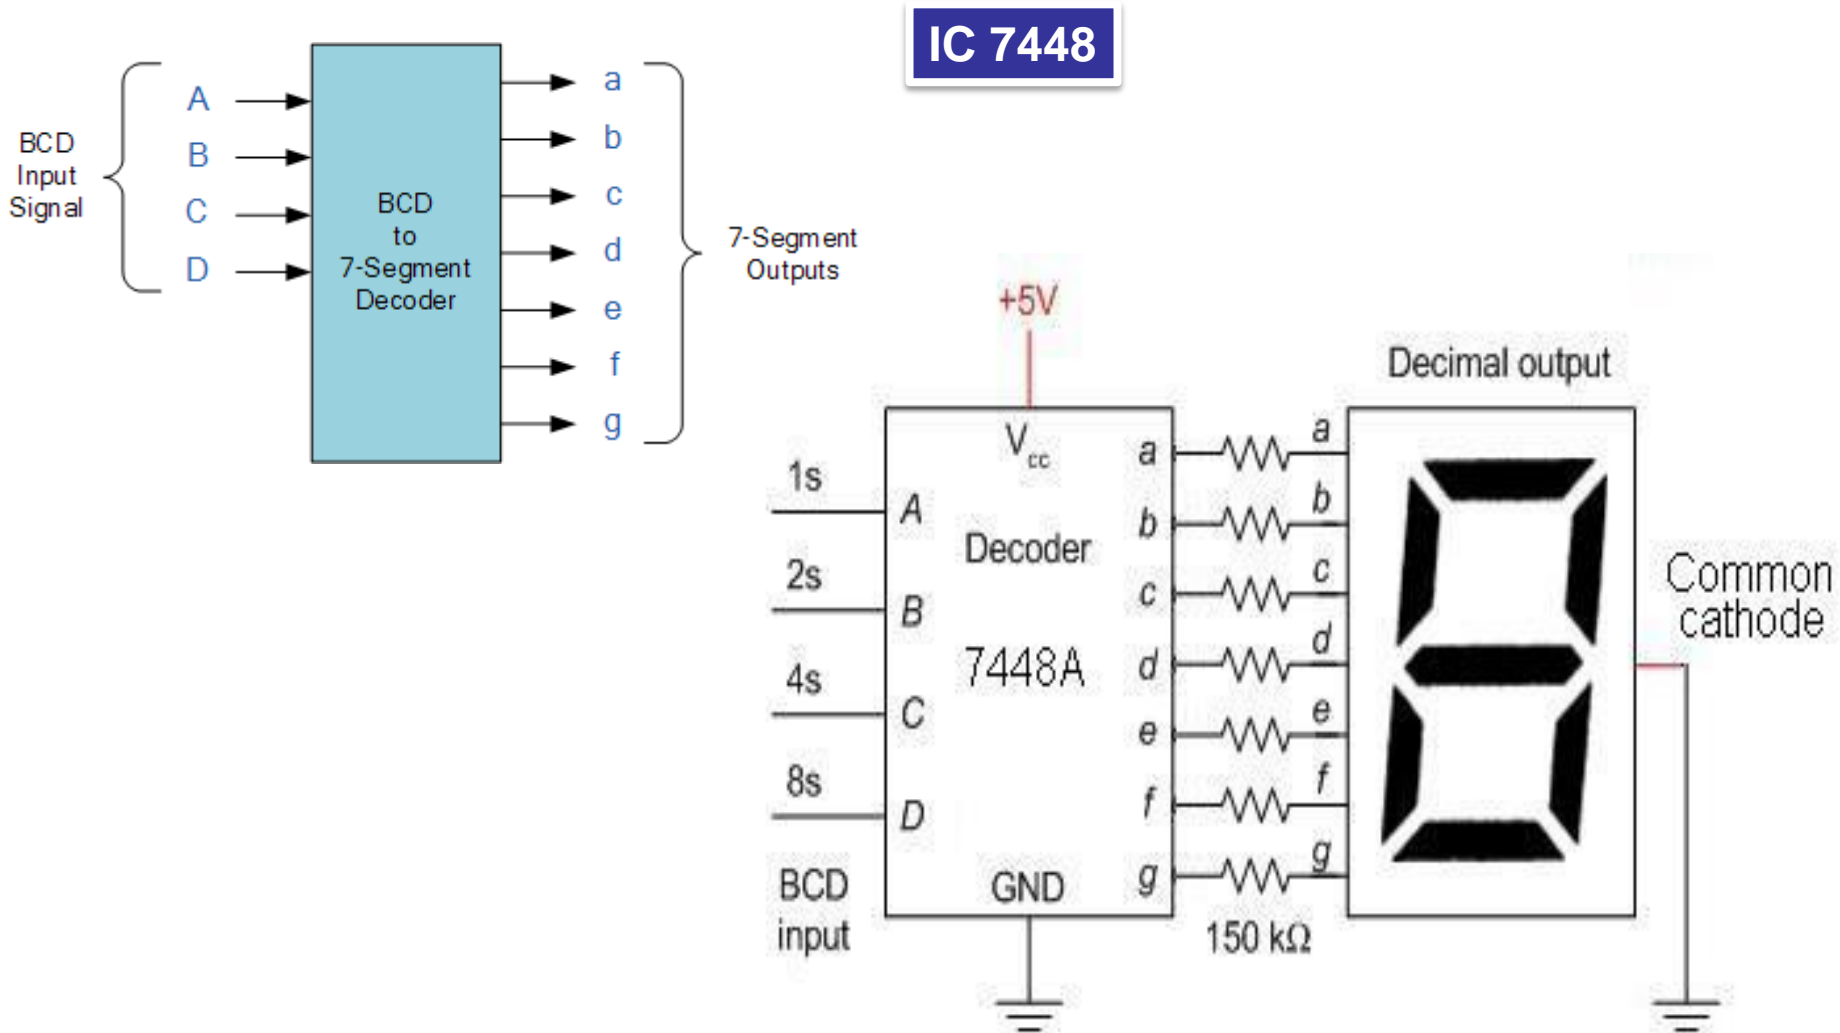 IC 7448
BCD
Input
Signal
A
B
C
D
BCD
to
7-Segment
Decoder
a
b
c
d
e
f
g
7-Segment
Outputs
+5V
Vcc
Decoder
7448A
GND
1s
A
2s
B
4s
C
8s
D
BCD
input
a
b
c
d
e
f
g
150 kΩ
Decimal output
a
b
c
d
e
f
g
Common
cathode